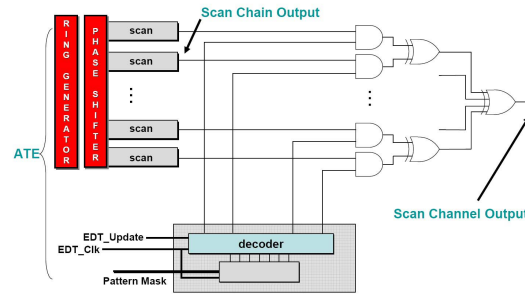 Scan Chain Output
RING GENERATOR
PHASE SHIFTER
scan
scan
scan
scan
ATE
Scan Channel Output
EDT_Update
EDT_Clk
decoder
Pattern Mask